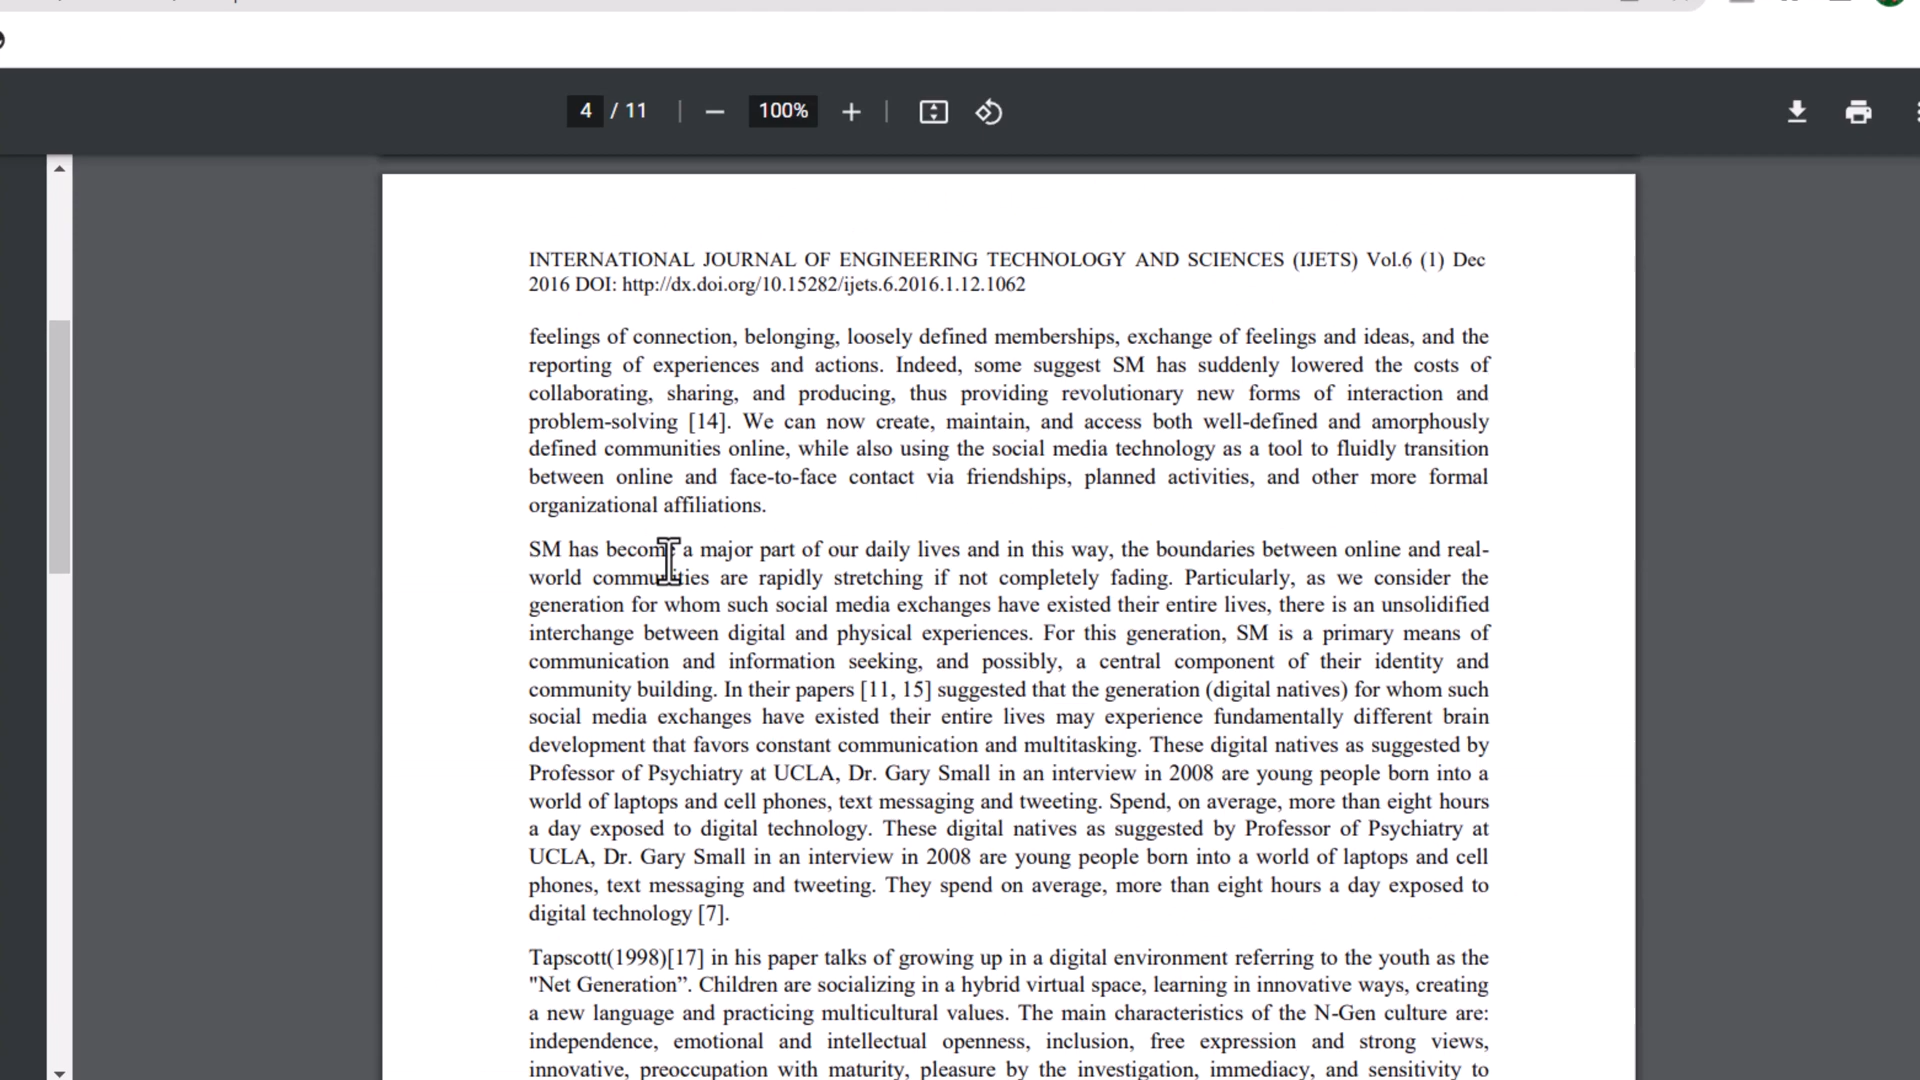 4 / 11
100%
INTERNATIONAL JOURNAL OF ENGINEERING TECHNOLOGY AND SCIENCES (IJETS) Vol.6 (1) Dec
2016 DOI: http://dx.doi.org/10.15282/ijets.6.2016.1.12.1062
feelings of connection, belonging, loosely defined memberships, exchange of feelings and ideas, and the
reporting of experiences and actions. Indeed, some suggest SM has suddenly lowered the costs of
collaborating, sharing, and producing, thus providing revolutionary new forms of interaction and
problem-solving [14]. We can now create, maintain, and access both well-defined and amorphously
defined communities online, while also using the social media technology as a tool to fluidly transition
between online and face-to-face contact via friendships, planned activities, and other more formal
organizational affiliations.
SM has become a major part of our daily lives and in this way, the boundaries between online and real-
world communities are rapidly stretching if not completely fading. Particularly, as we consider the
generation for whom such social media exchanges have existed their entire lives, there is an unsolidified
interchange between digital and physical experiences. For this generation, SM is a primary means of
communication and information seeking, and possibly, a central component of their identity and
community building. In their papers [11, 15] suggested that the generation (digital natives) for whom such
social media exchanges have existed their entire lives may experience fundamentally different brain
development that favors constant communication and multitasking. These digital natives as suggested by
Professor of Psychiatry at UCLA, Dr. Gary Small in an interview in 2008 are young people born into a
world of laptops and cell phones, text messaging and tweeting. Spend, on average, more than eight hours
a day exposed to digital technology. These digital natives as suggested by Professor of Psychiatry at
UCLA, Dr. Gary Small in an interview in 2008 are young people born into a world of laptops and cell
phones, text messaging and tweeting. They spend on average, more than eight hours a day exposed to
digital technology [7].
Tapscott(1998)[17] in his paper talks of growing up in a digital environment referring to the youth as the
"Net Generation”. Children are socializing in a hybrid virtual space, learning in innovative ways, creating
a new language and practicing multicultural values. The main characteristics of the N-Gen culture are:
independence, emotional and intellectual openness, inclusion, free expression and strong views,
innovative, preoccupation with maturity, pleasure by the investigation, immediacy, and sensitivity to